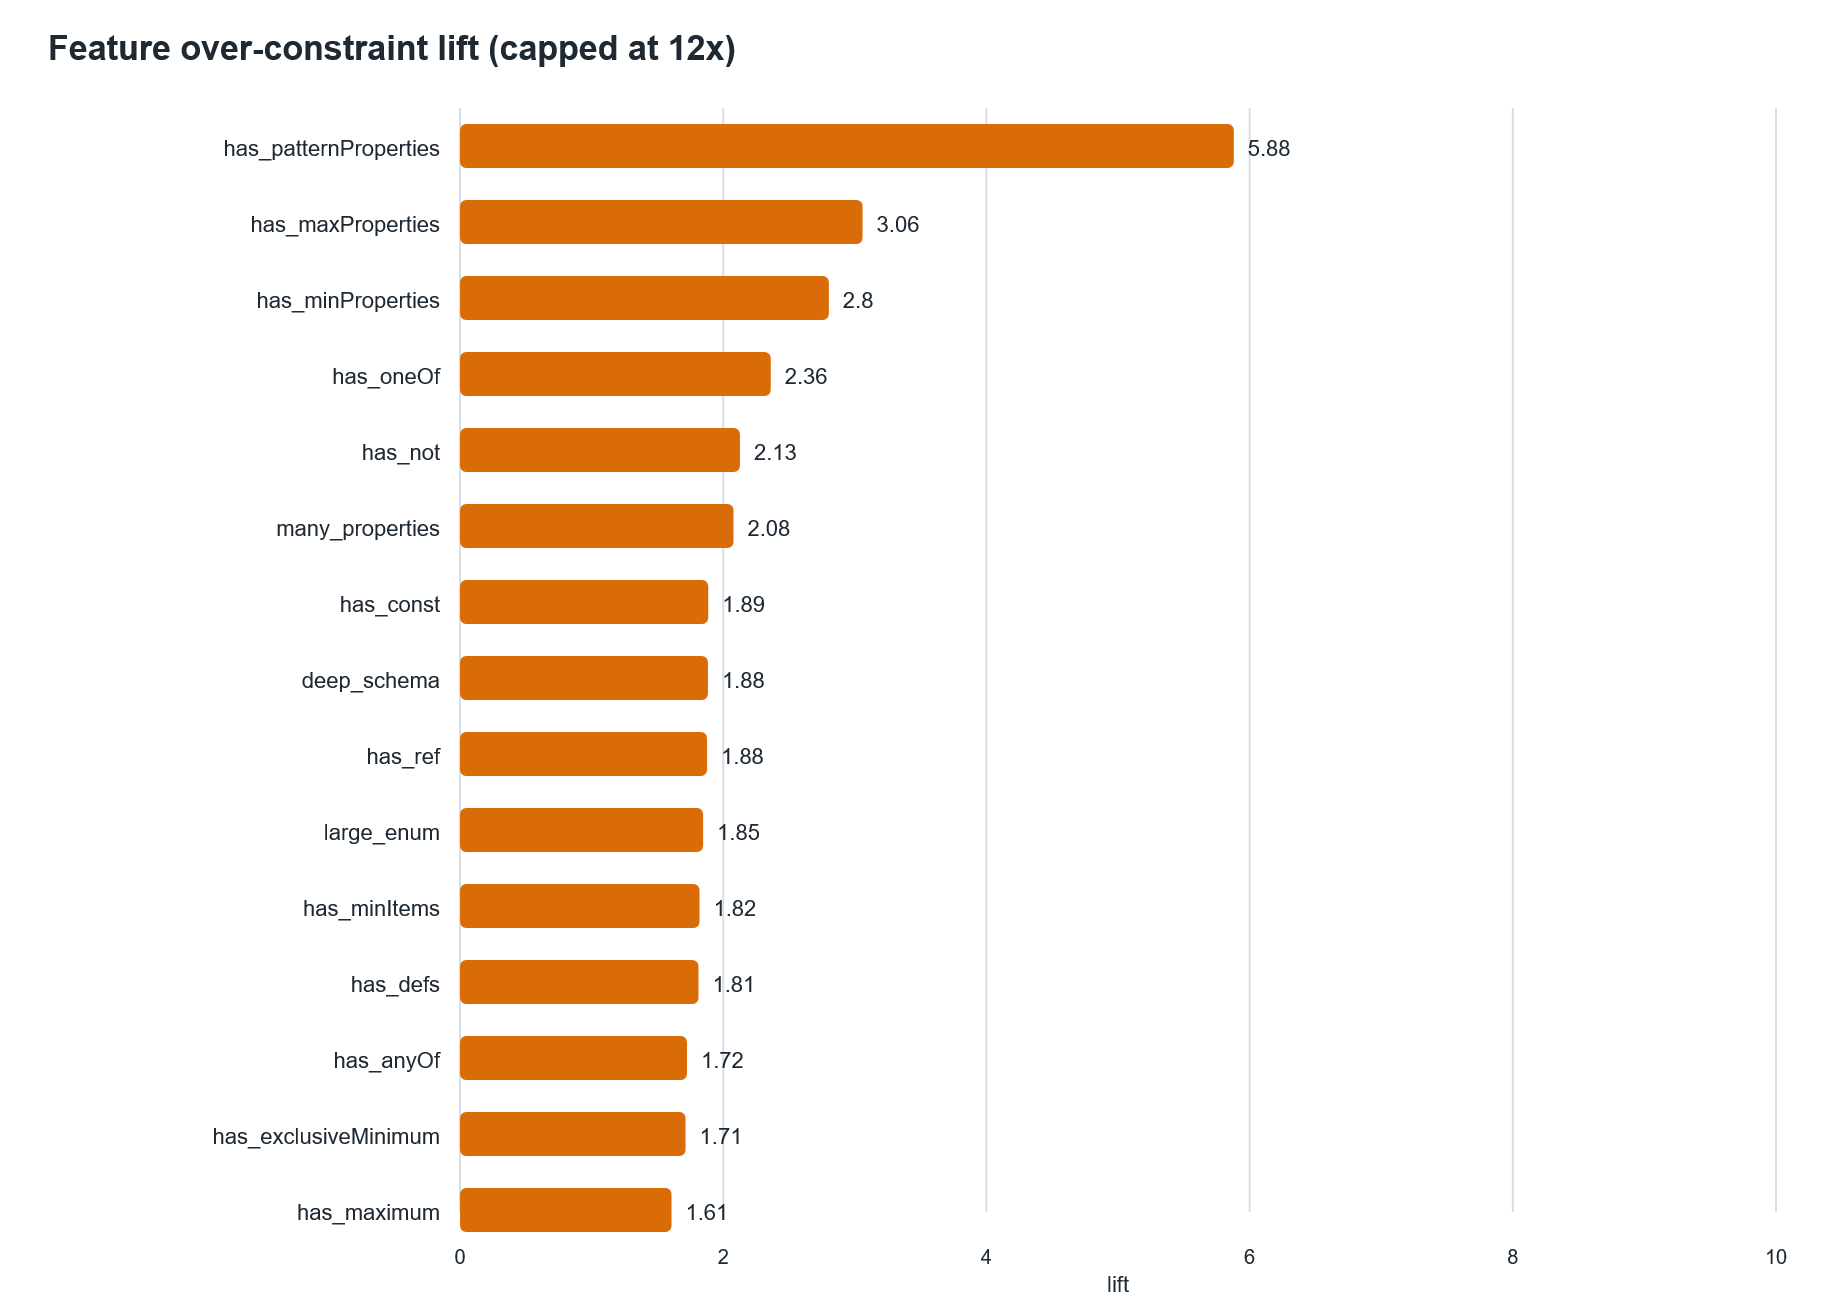 Feature over-constraint lift (capped at 12x)
has_patternProperties 5.88
has_maxProperties 3.06
has_minProperties 2.8
has_oneOf 2.36
has_not 2.13
many_properties 2.08
has_const 1.89
deep_schema 1.88
has_ref 1.88
large_enum 1.85
has_minItems 1.82
has_defs 1.81
has_anyOf 1.72
has_exclusiveMinimum 1.71
has_maximum 1.61
0 2 4 6 8 10
lift